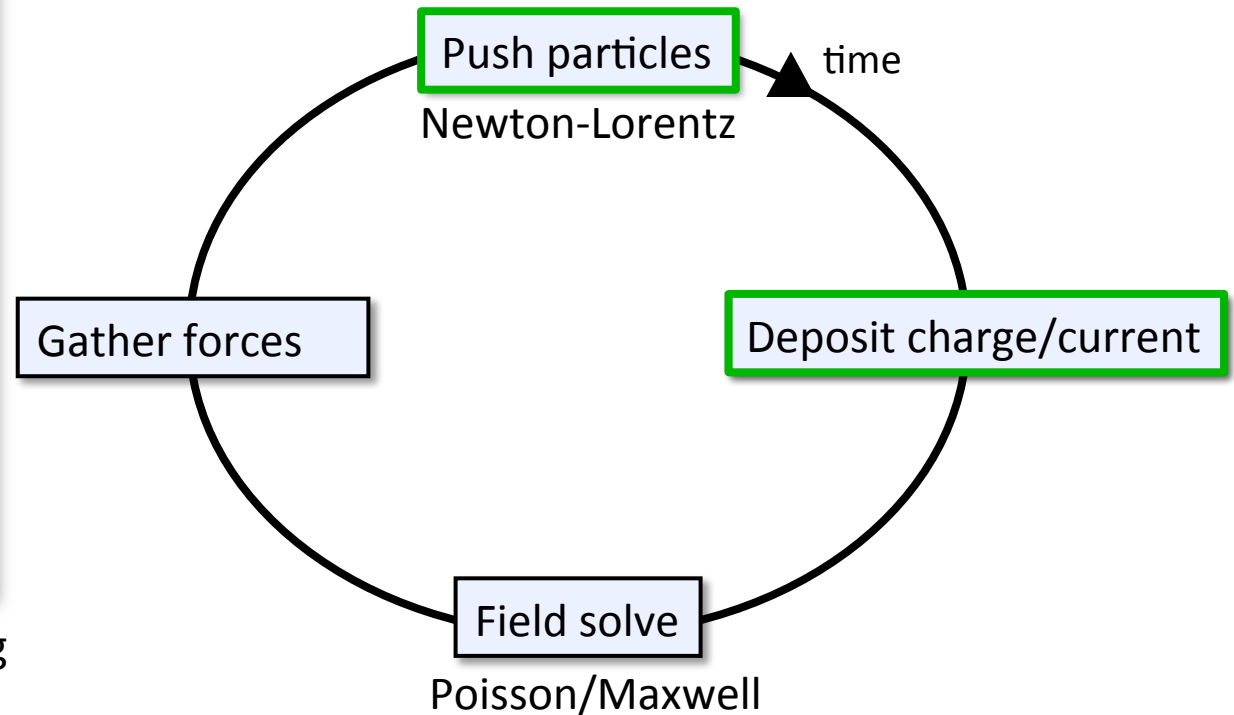 Push particles
time
Newton-Lorentz
Gather forces
Deposit charge/current
Field solve
g
Poisson/Maxwell